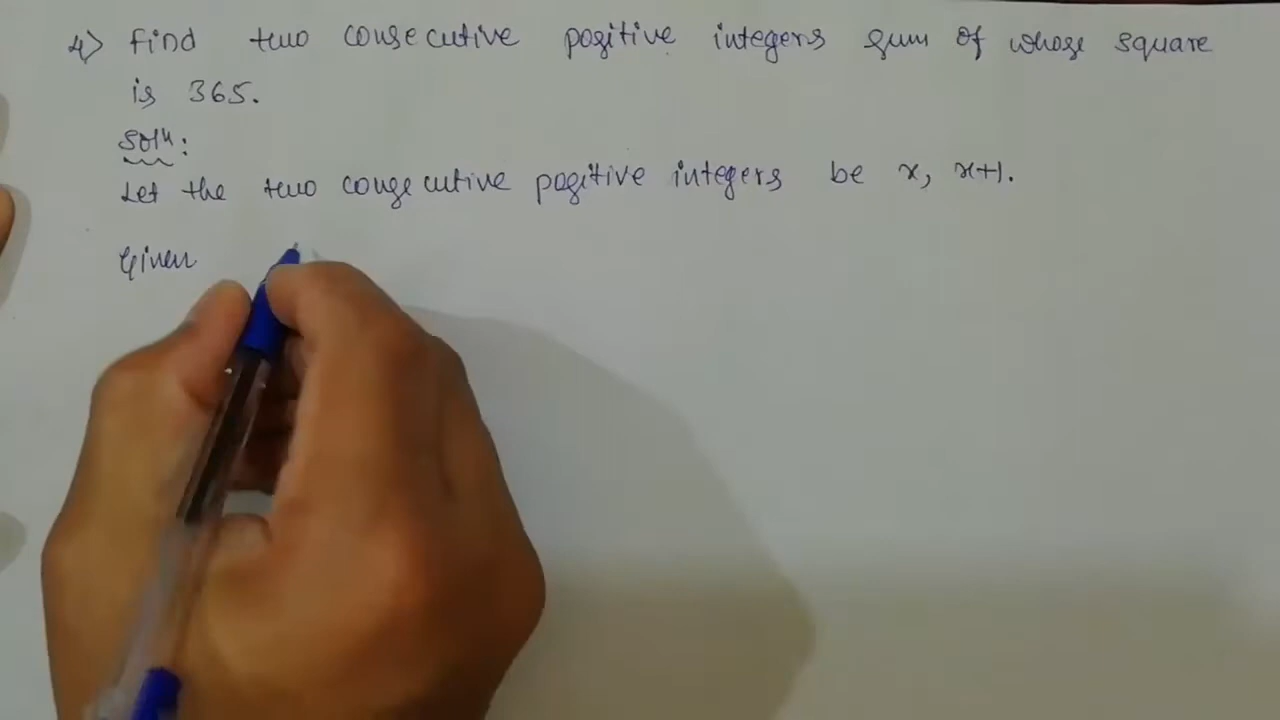 4) Find two consecutive positive integers sum of whose square
is 365.
Soln:
Let the two consecutive positive integers be x, x+1.
Given